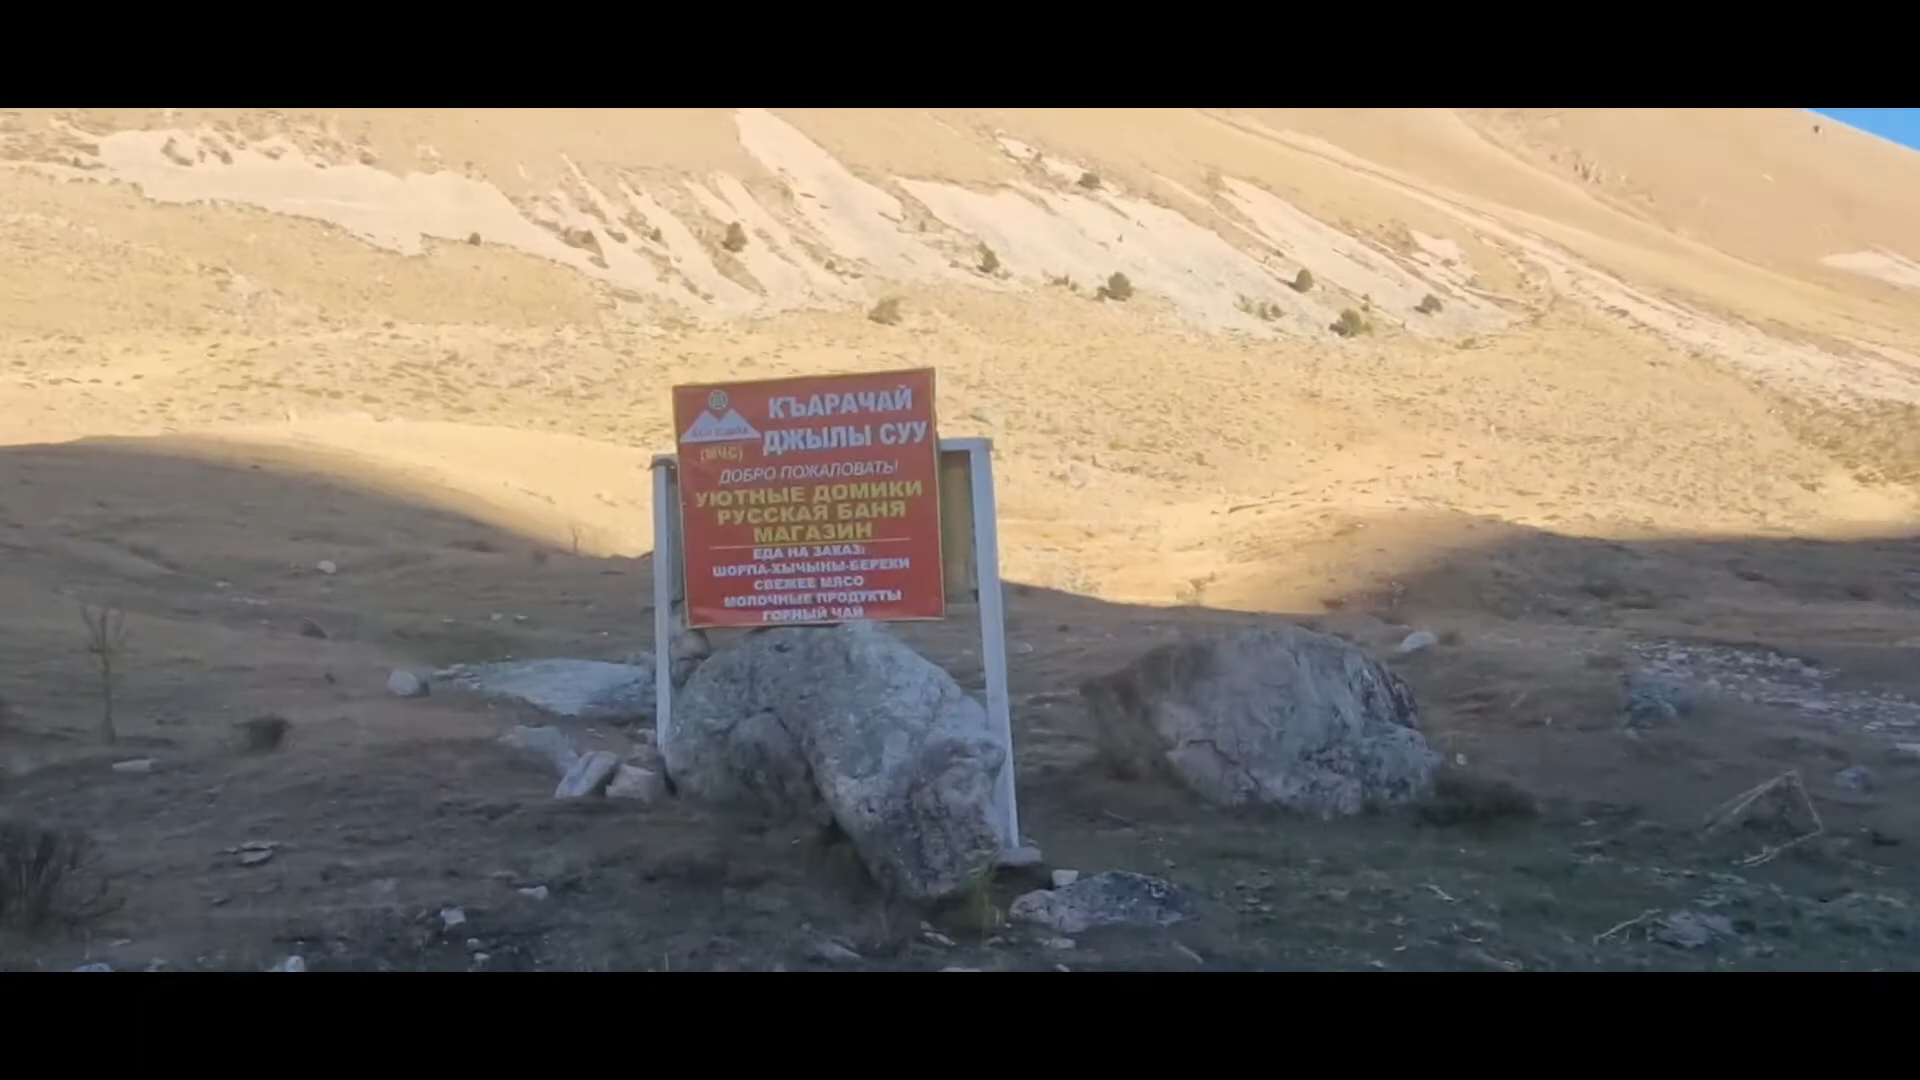 КЪАРАЧАЙ
ДЖЫЛЫ СУУ
(МЧС)
ДОБРО ПОЖАЛОВАТЬ!
УЮТНЫЕ ДОМИКИ
РУССКАЯ БАНЯ
МАГАЗИН
ЕДА НА ЗАКАЗ:
ШОРПА-ХЫЧЫНЫ-БЕРЕКИ
СВЕЖЕЕ МЯСО
МОЛОЧНЫЕ ПРОДУКТЫ
ГОРНЫЙ ЧАЙ